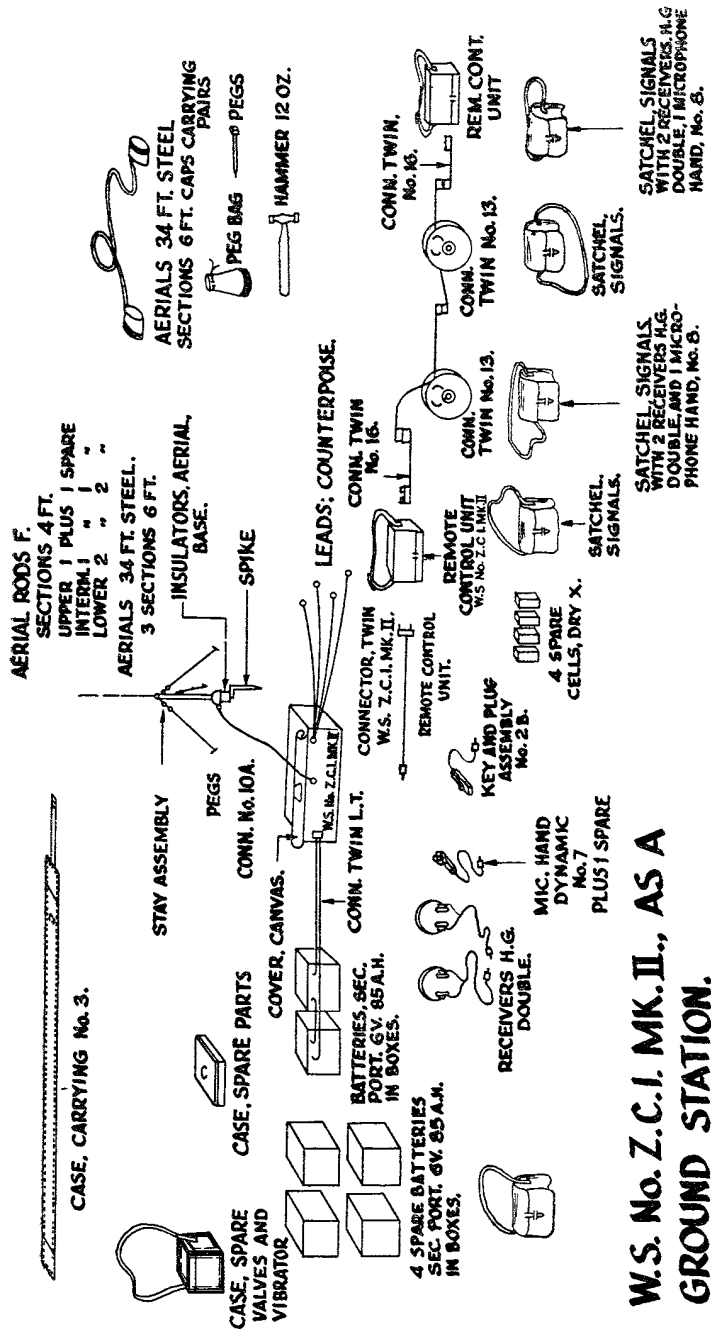 CASE, CARRYING No. 3.
AERIAL RODS F.
SECTIONS 4 FT.
UPPER 1 PLUS 1 SPARE
INTERM. 1 " 1 "
LOWER 2 " 2 "
AERIALS 34 FT. STEEL.
3 SECTIONS 6 FT.
INSULATORS, AERIAL,
BASE.
SPIKE
STAY ASSEMBLY
PEGS
CONN. No. 10A.
AERIALS 34 FT. STEEL
SECTIONS 6 FT. CAPS CARRYING
PAIRS
PEG BAG
PEGS
HAMMER 12 OZ.
CASE, SPARE
VALVES AND
VIBRATOR
CASE, SPARE PARTS
COVER, CANVAS.
W.S. No. Z.C.I. MK II
LEADS; COUNTERPOISE.
BATTERIES, SEC.
PORT. 6V. 85 A.H.
IN BOXES.
CONN. TWIN L.T.
CONNECTOR, TWIN
W.S. Z.C.I. MK. II.
REMOTE CONTROL
UNIT.
CONN. TWIN
No. 16.
REMOTE
CONTROL UNIT
W.S No. Z.C.I. MK II
CONN.
TWIN No. 13.
CONN.
TWIN No. 13.
CONN. TWIN,
No. 16.
REM. CONT.
UNIT
4 SPARE BATTERIES
SEC. PORT. 6V. 85 A.H.
IN BOXES,
RECEIVERS H.G.
DOUBLE.
MIC. HAND
DYNAMIC
No. 7
PLUS 1 SPARE
KEY AND PLUG
ASSEMBLY
No. 2B.
4 SPARE
CELLS, DRY X.
SATCHEL,
SIGNALS.
SATCHEL, SIGNALS.
WITH 2 RECEIVERS H.G.
DOUBLE, AND 1 MICRO-
PHONE HAND, No. 8.
SATCHEL,
SIGNALS.
SATCHEL, SIGNALS
WITH 2 RECEIVERS. H.G
DOUBLE, 1 MICROPHONE
HAND, No. 8.
W.S. No. Z.C.I. MK. II., AS A
GROUND STATION.